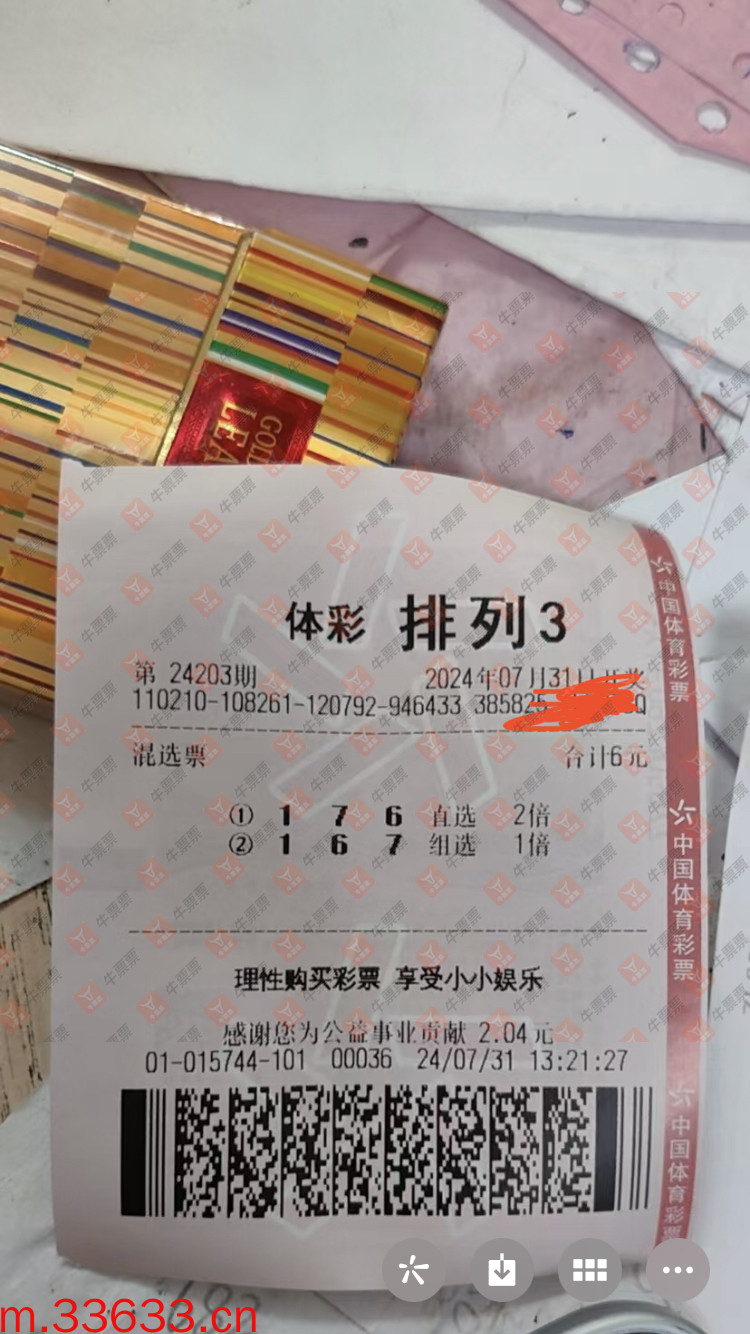 GOLD
LEA
体彩 排列3
第 24203期 2024年07月31日开奖
110210-108261-120792-946433 385825 Q
混选票 合计6元
① 1 7 6 直选 2倍
② 1 6 7 组选 1倍
理性购买彩票 享受小小娱乐
感谢您为公益事业贡献 2.04元
01-015744-101 00036 24/07/31 13:21:27
中国体育彩票
中国体育彩票
中国体育彩票
牛票票
m.33633.cn